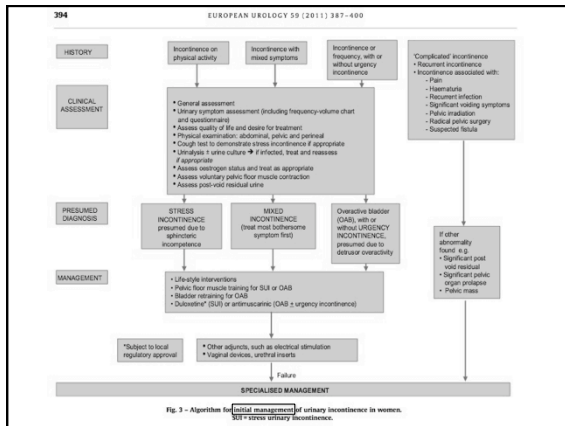 394
EUROPEAN UROLOGY 59 (2011) 387–400
HISTORY
Incontinence on
physical activity
Incontinence with
mixed symptoms
Incontinence or
frequency, with or
without urgency
incontinence
'Complicated' incontinence
• Recurrent incontinence
• Incontinence associated with:
- Pain
- Haematuria
- Recurrent infection
- Significant voiding symptoms
- Pelvic irradiation
- Radical pelvic surgery
- Suspected fistula
CLINICAL
ASSESSMENT
• General assessment
• Urinary symptom assessment (including frequency-volume chart
and questionnaire)
• Assess quality of life and desire for treatment
• Physical examination: abdominal, pelvic and perineal
• Cough test to demonstrate stress incontinence if appropriate
• Urinalysis ± urine culture ➔ if infected, treat and reassess
if appropriate
• Assess oestrogen status and treat as appropriate
• Assess voluntary pelvic floor muscle contraction
• Assess post-void residual urine
PRESUMED
DIAGNOSIS
STRESS
INCONTINENCE
presumed due to
sphincteric
incompetence
MIXED
INCONTINENCE
(treat most bothersome
symptom first)
Overactive bladder
(OAB), with or
without URGENCY
INCONTINENCE,
presumed due to
detrusor overactivity
If other
abnormality
found e.g.
• Significant post
void residual
• Significant pelvic
organ prolapse
• Pelvic mass
MANAGEMENT
• Life-style interventions
• Pelvic floor muscle training for SUI or OAB
• Bladder retraining for OAB
• Duloxetine* (SUI) or antimuscarinic (OAB ± urgency incontinence)
*Subject to local
regulatory approval
• Other adjuncts, such as electrical stimulation
• Vaginal devices, urethral inserts
Failure
SPECIALISED MANAGEMENT
Fig. 3 – Algorithm for initial management of urinary incontinence in women.
SUI = stress urinary incontinence.